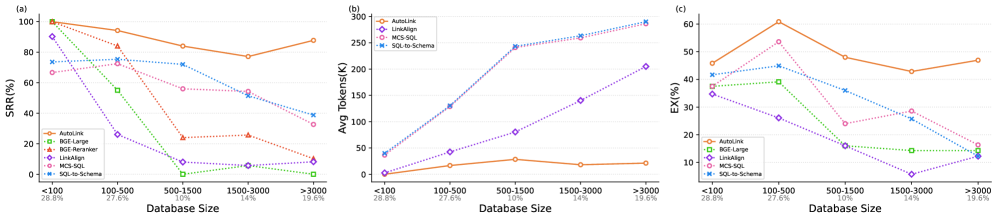 (a)
SRR(%)
100
80
60
40
20
0
AutoLink
BGE-Large
BGE-Reranker
LinkAlign
MCS-SQL
SQL-to-Schema
<100
100-500
500-1500
1500-3000
>3000
28.8%
27.6%
10%
14%
19.6%
Database Size
(b)
Avg Tokens(K)
300
250
200
150
100
50
0
AutoLink
LinkAlign
MCS-SQL
SQL-to-Schema
<100
100-500
500-1500
1500-3000
>3000
28.8%
27.6%
10%
14%
19.6%
Database Size
(c)
EX(%)
60
50
40
30
20
10
AutoLink
BGE-Large
LinkAlign
MCS-SQL
SQL-to-Schema
<100
100-500
500-1500
1500-3000
>3000
28.8%
27.6%
10%
14%
19.6%
Database Size